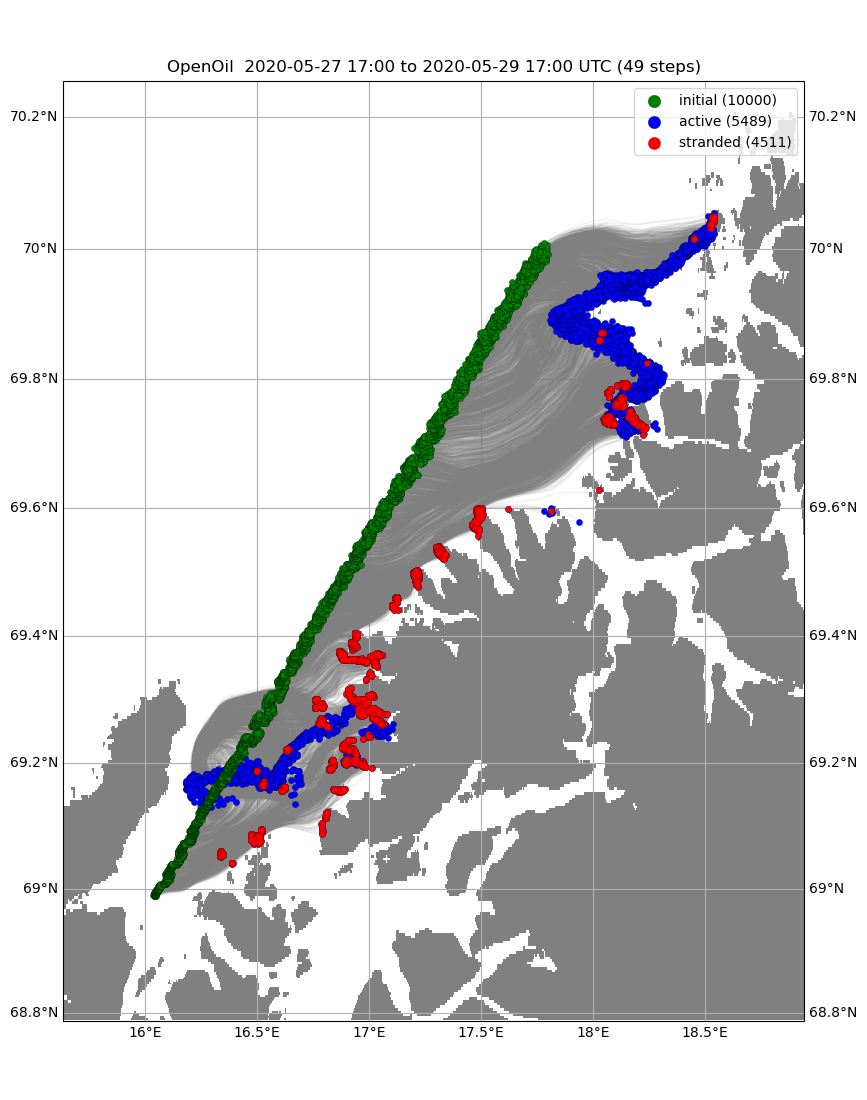 OpenOil  2020-05-27 17:00 to 2020-05-29 17:00 UTC (49 steps)
initial (10000)
active (5489)
stranded (4511)
70.2°N 70.2°N
70°N 70°N
69.8°N 69.8°N
69.6°N 69.6°N
69.4°N 69.4°N
69.2°N 69.2°N
69°N 69°N
68.8°N 68.8°N
16°E 16.5°E 17°E 17.5°E 18°E 18.5°E